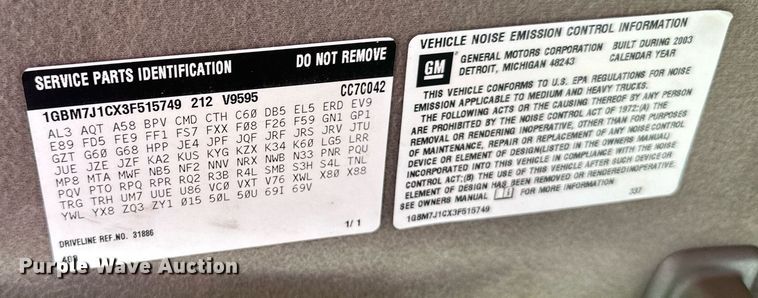 SERVICE PARTS IDENTIFICATION DO NOT REMOVE
1GBM7J1CX3F515749 212 V9595 CC7C042
AL3 AQT A58 BPV CMD CTH C60 DB5 EL5 ERD EV9
E89 FD5 FE9 FF1 FS7 FXX F08 F26 F59 GN1 GP1
GZT G60 G68 HPP JE4 JPF JQF JRF JRS JRV JTU
JUE JZE JZF KA2 KUS KYG KZX K34 K60 LG5 LRR
MP8 MTA MWF NB5 NF2 NNV NRX NWB N33 PNR PQU
PQV PTO RPQ RPR RQ2 R3B R4L SMB S3H S4L TNL
TRG TRH UM7 UUE U86 VC0 VXT V76 XWL X80 X88
YWL YX8 ZQ3 ZY1 015 50L 50U 69I 69V
DRIVELINE REF.NO. 31886 1/ 1
VEHICLE NOISE EMISSION CONTROL INFORMATION
GM
GENERAL MOTORS CORPORATION BUILT DURING 2003
DETROIT, MICHIGAN 48243 CALENDAR YEAR
THIS VEHICLE CONFORMS TO U.S. EPA REGULATIONS FOR NOISE
EMISSION APPLICABLE TO MEDIUM AND HEAVY TRUCKS.
THE FOLLOWING ACTS OR THE CAUSING THEREOF BY ANY PERSON
ARE PROHIBITED BY THE NOISE CONTROL ACT OF 1972:(A) THE
REMOVAL OR RENDERING INOPERATIVE, OTHER THAN FOR PURPOSES
OF MAINTENANCE, REPAIR OR REPLACEMENT OF ANY NOISE CONTROL
DEVICE OR ELEMENT OF DESIGN(LISTED IN THE OWNERS MANUAL)
INCORPORATED INTO THIS VEHICLE IN COMPLIANCE WITH THE NOISE
CONTROL ACT:(B) THE USE OF THIS VEHICLE AFTER SUCH DEVICE OR
ELEMENT OF DESIGN HAS BEEN REMOVED OR RENDERED INOPERATIVE.
SEE OWNERS MANUAL FOR MORE INFORMATION.
1GBM7J1CX3F515749 337
Purple Wave Auction